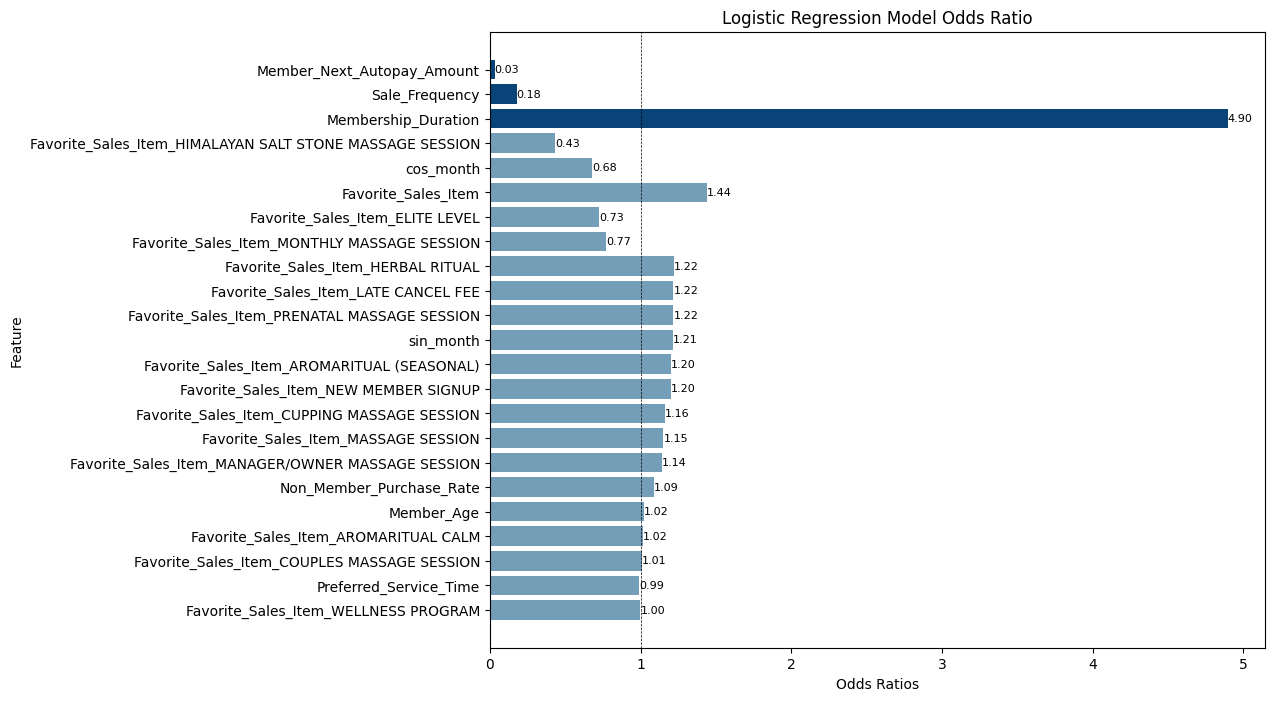 Logistic Regression Model Odds Ratio
Feature
Member_Next_Autopay_Amount 0.03
Sale_Frequency 0.18
Membership_Duration 4.90
Favorite_Sales_Item_HIMALAYAN SALT STONE MASSAGE SESSION 0.43
cos_month 0.68
Favorite_Sales_Item 1.44
Favorite_Sales_Item_ELITE LEVEL 0.73
Favorite_Sales_Item_MONTHLY MASSAGE SESSION 0.77
Favorite_Sales_Item_HERBAL RITUAL 1.22
Favorite_Sales_Item_LATE CANCEL FEE 1.22
Favorite_Sales_Item_PRENATAL MASSAGE SESSION 1.22
sin_month 1.21
Favorite_Sales_Item_AROMARITUAL (SEASONAL) 1.20
Favorite_Sales_Item_NEW MEMBER SIGNUP 1.20
Favorite_Sales_Item_CUPPING MASSAGE SESSION 1.16
Favorite_Sales_Item_MASSAGE SESSION 1.15
Favorite_Sales_Item_MANAGER/OWNER MASSAGE SESSION 1.14
Non_Member_Purchase_Rate 1.09
Member_Age 1.02
Favorite_Sales_Item_AROMARITUAL CALM 1.02
Favorite_Sales_Item_COUPLES MASSAGE SESSION 1.01
Preferred_Service_Time 0.99
Favorite_Sales_Item_WELLNESS PROGRAM 1.00
0 1 2 3 4 5
Odds Ratios